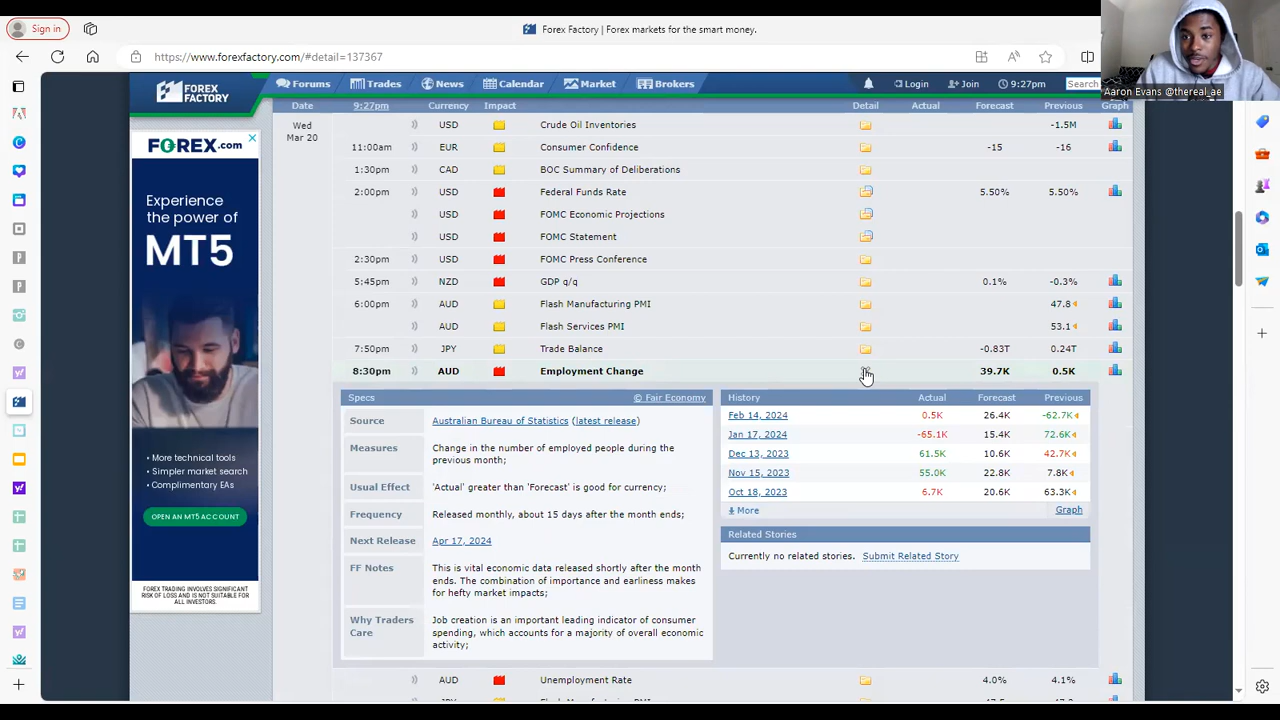 Sign in
Forex Factory | Forex markets for the smart money.
https://www.forexfactory.com/#detail=137367
Aaron Evans @thereal_ae
FOREX FACTORY
Forums Trades News Calendar Market Brokers Login Join 9:27pm Search
Date 9:27pm Currency Impact Detail Actual Forecast Previous Graph
Wed
Mar 20
USD Crude Oil Inventories -1.5M
11:00am EUR Consumer Confidence -15 -16
1:30pm CAD BOC Summary of Deliberations
2:00pm USD Federal Funds Rate 5.50% 5.50%
USD FOMC Economic Projections
USD FOMC Statement
2:30pm USD FOMC Press Conference
5:45pm NZD GDP q/q 0.1% -0.3%
6:00pm AUD Flash Manufacturing PMI 47.8
AUD Flash Services PMI 53.1
7:50pm JPY Trade Balance -0.83T 0.24T
8:30pm AUD Employment Change 39.7K 0.5K
Specs © Fair Economy
Source Australian Bureau of Statistics (latest release)
Measures Change in the number of employed people during the
previous month;
Usual Effect 'Actual' greater than 'Forecast' is good for currency;
Frequency Released monthly, about 15 days after the month ends;
Next Release Apr 17, 2024
FF Notes This is vital economic data released shortly after the month
ends. The combination of importance and earliness makes
for hefty market impacts;
Why Traders
Care
Job creation is an important leading indicator of consumer
spending, which accounts for a majority of overall economic
activity;
History Actual Forecast Previous
Feb 14, 2024 0.5K 26.4K -62.7K
Jan 17, 2024 -65.1K 15.4K 72.6K
Dec 13, 2023 61.5K 10.6K 42.7K
Nov 15, 2023 55.0K 22.8K 7.8K
Oct 18, 2023 6.7K 20.6K 63.3K
More Graph
Related Stories
Currently no related stories. Submit Related Story
AUD Unemployment Rate 4.0% 4.1%
FOREX.com
Experience
the power of
MT5
• More technical tools
• Simpler market search
• Complimentary EAs
OPEN AN MT5 ACCOUNT
FOREX TRADING INVOLVES SIGNIFICANT
RISK OF LOSS AND IS NOT SUITABLE FOR
ALL INVESTORS.